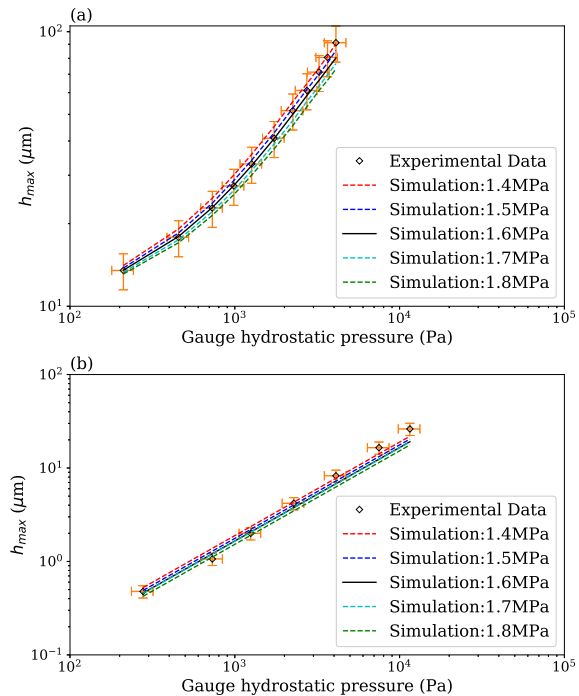 (a)
10²
h_max (μm)
10¹
Experimental Data
Simulation:1.4MPa
Simulation:1.5MPa
Simulation:1.6MPa
Simulation:1.7MPa
Simulation:1.8MPa
10² 10³ 10⁴ 10⁵
Gauge hydrostatic pressure (Pa)
(b)
10²
10¹
h_max (μm)
10⁰
10⁻¹
Experimental Data
Simulation:1.4MPa
Simulation:1.5MPa
Simulation:1.6MPa
Simulation:1.7MPa
Simulation:1.8MPa
10² 10³ 10⁴ 10⁵
Gauge hydrostatic pressure (Pa)